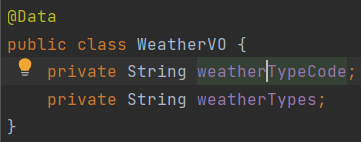 @Data
public class WeatherVO {
    private String weatherTypeCode;
    private String weatherTypes;
}